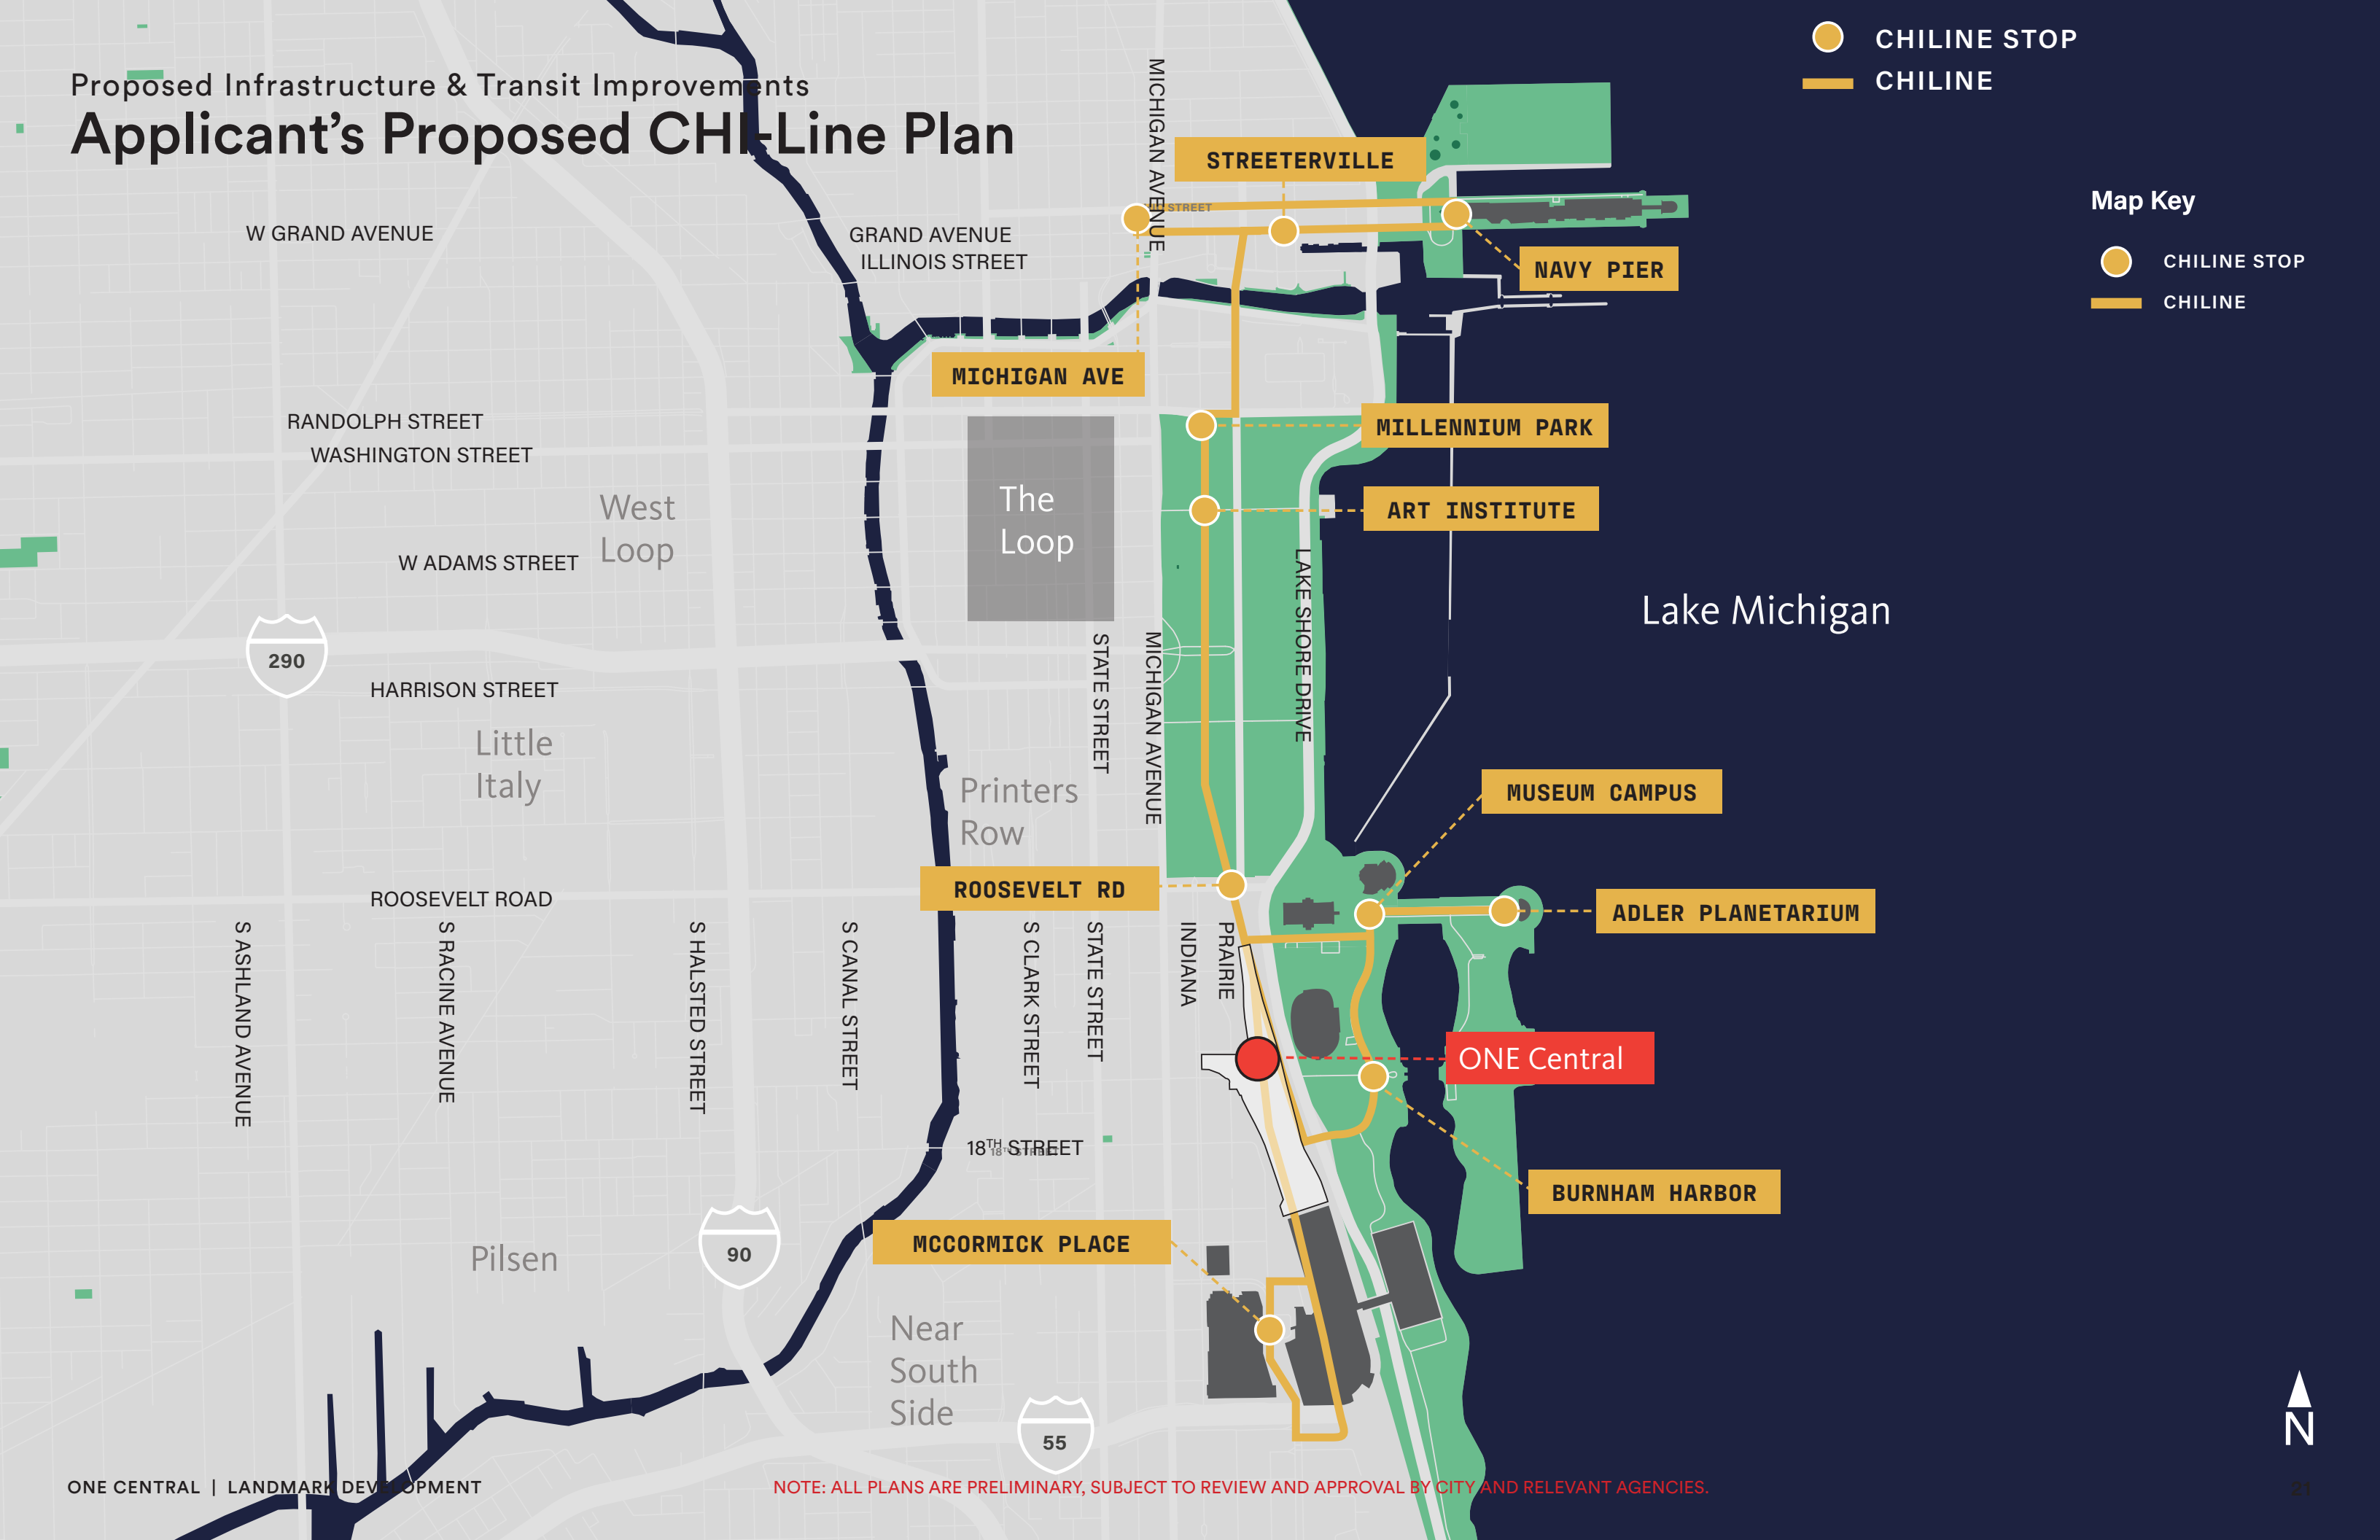 Proposed Infrastructure & Transit Improvements
Applicant's Proposed CHI-Line Plan
CHILINE STOP
CHILINE
Map Key
CHILINE STOP
CHILINE
MICHIGAN AVENUE
STREETERVILLE
STREET
W GRAND AVENUE
GRAND AVENUE
ILLINOIS STREET
NAVY PIER
MICHIGAN AVE
RANDOLPH STREET
WASHINGTON STREET
MILLENNIUM PARK
West
Loop
The
Loop
ART INSTITUTE
W ADAMS STREET
LAKE SHORE DRIVE
Lake Michigan
290
STATE STREET
MICHIGAN AVENUE
HARRISON STREET
Little
Italy
Printers
Row
MUSEUM CAMPUS
ROOSEVELT RD
ROOSEVELT ROAD
ADLER PLANETARIUM
S ASHLAND AVENUE
S RACINE AVENUE
S HALSTED STREET
S CANAL STREET
S CLARK STREET
STATE STREET
INDIANA
PRAIRIE
ONE Central
18TH STREET
18TH STREET
BURNHAM HARBOR
MCCORMICK PLACE
90
Pilsen
Near
South
Side
55
N
ONE CENTRAL | LANDMARK DEVELOPMENT
NOTE: ALL PLANS ARE PRELIMINARY, SUBJECT TO REVIEW AND APPROVAL BY CITY AND RELEVANT AGENCIES.